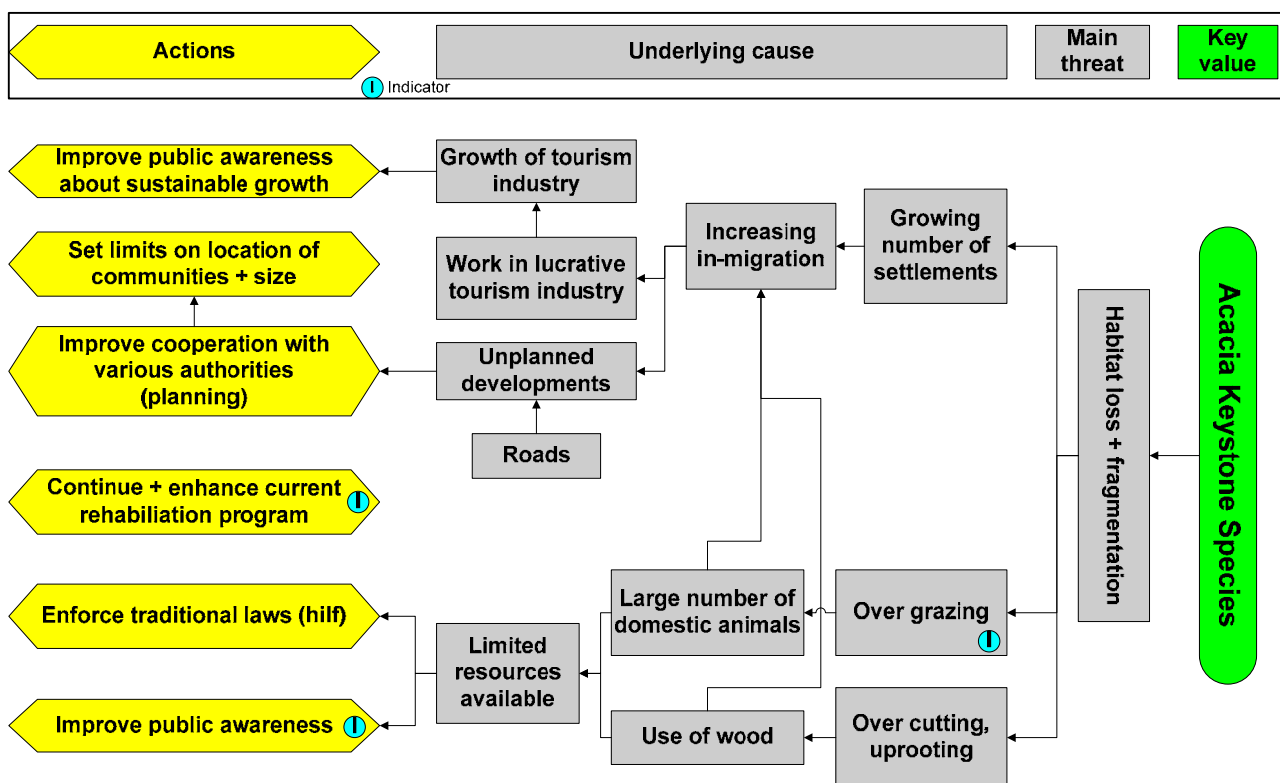 Actions
Underlying cause
Main
threat
Key
value
I Indicator
Improve public awareness
about sustainable growth
Growth of tourism
industry
Set limits on location of
communities + size
Work in lucrative
tourism industry
Increasing
in-migration
Growing
number of
settlements
Improve cooperation with
various authorities
(planning)
Unplanned
developments
Roads
Habitat loss + fragmentation
Acacia Keystone Species
Continue + enhance current
rehabiliation program
I
Enforce traditional laws (hilf)
Limited
resources
available
Large number of
domestic animals
Over grazing
I
Improve public awareness
I
Use of wood
Over cutting,
uprooting